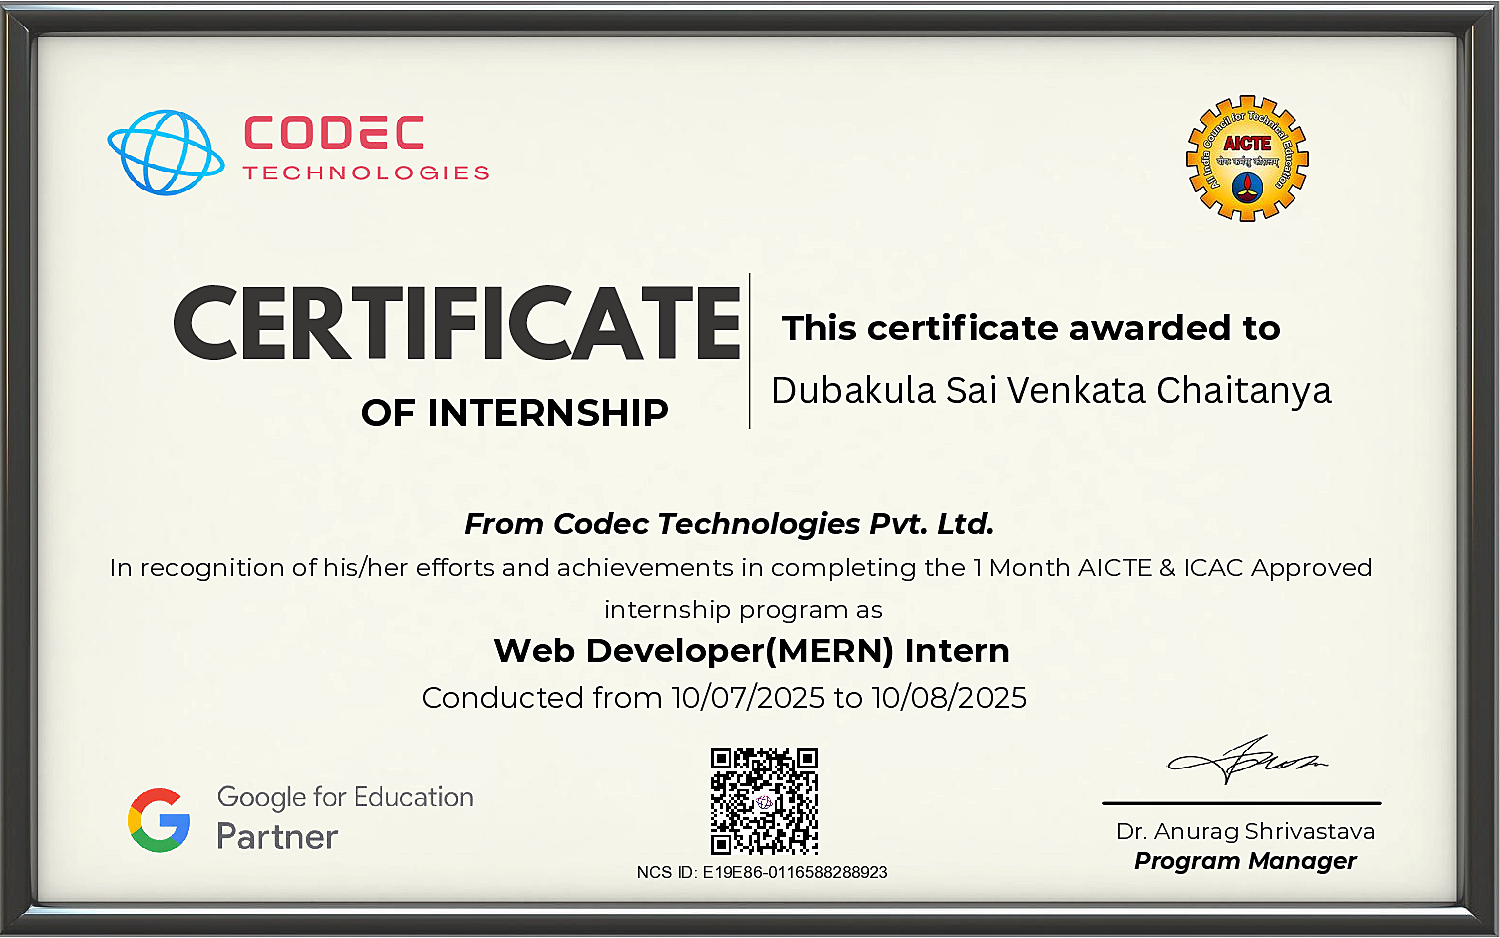 CODEC
TECHNOLOGIES
All India Council for Technical Education
AICTE
योगः कर्मसु कौशलम्
CERTIFICATE
OF INTERNSHIP
This certificate awarded to
Dubakula Sai Venkata Chaitanya
From Codec Technologies Pvt. Ltd.
In recognition of his/her efforts and achievements in completing the 1 Month AICTE & ICAC Approved
internship program as
Web Developer(MERN) Intern
Conducted from 10/07/2025 to 10/08/2025
Google for Education
Partner
NCS ID: E19E86-0116588288923
Dr. Anurag Shrivastava
Program Manager